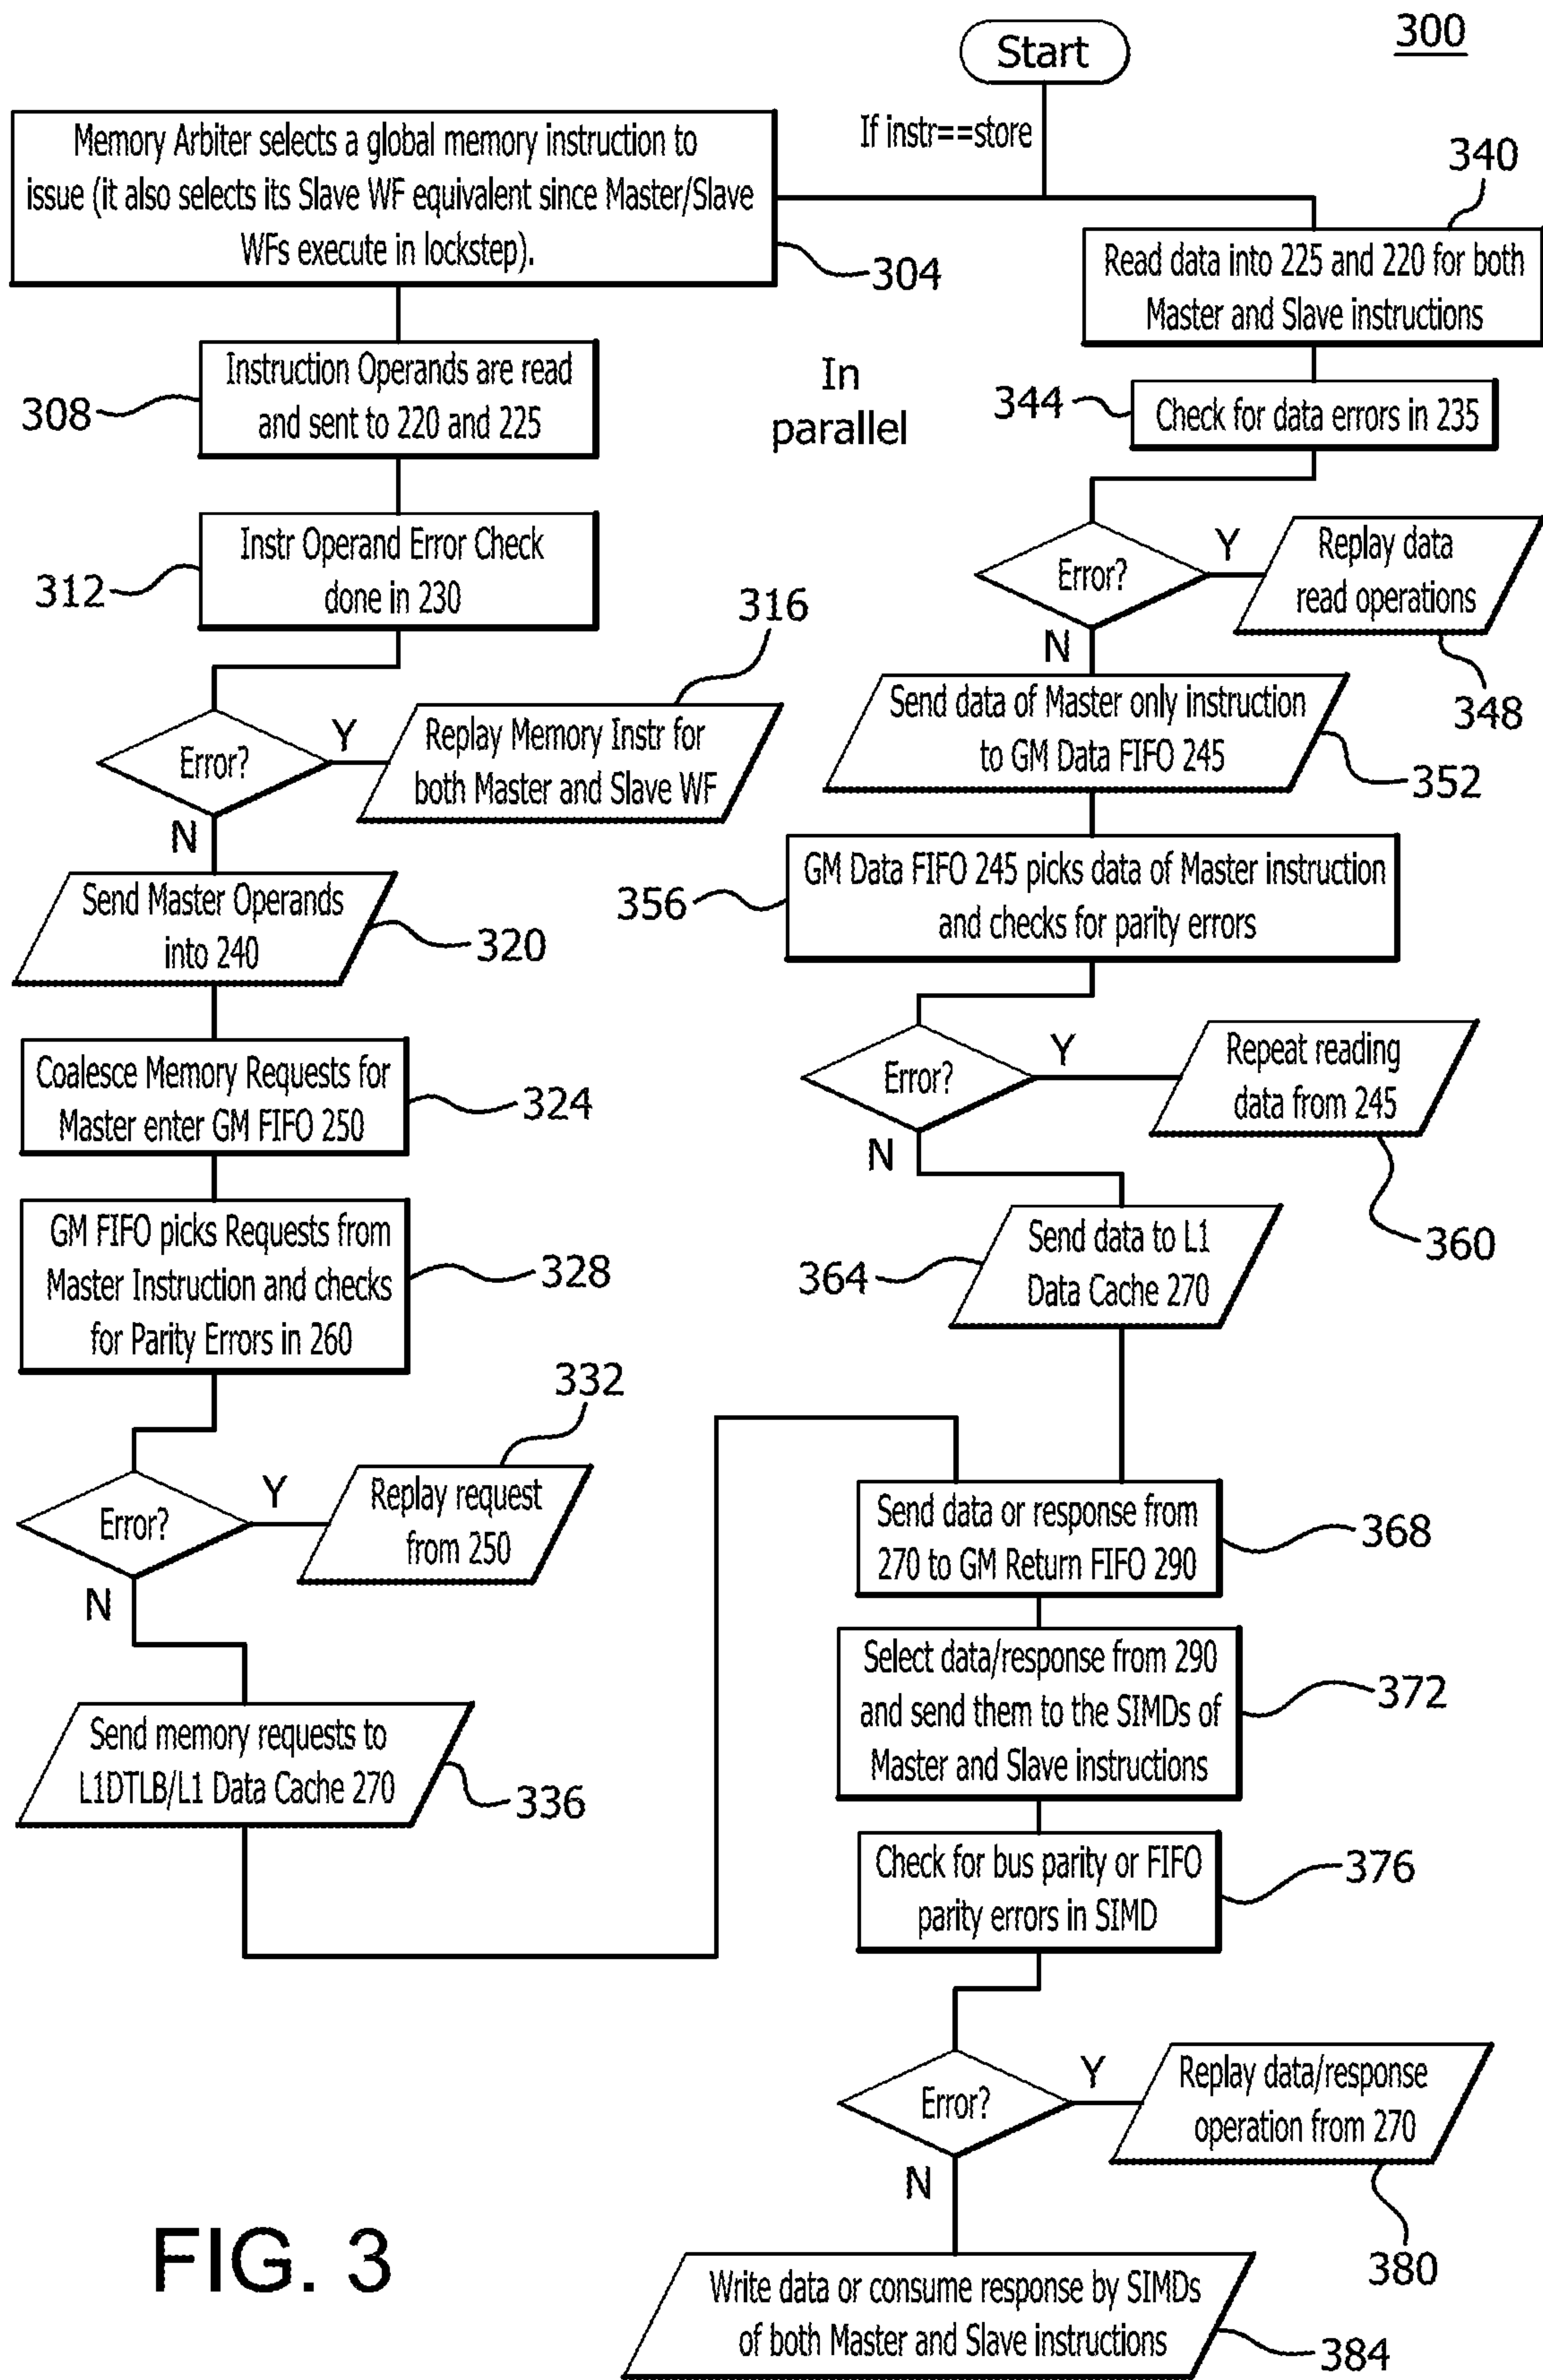 300
Start
If instr==store
Memory Arbiter selects a global memory instruction to
issue (it also selects its Slave WF equivalent since Master/Slave
WFs execute in lockstep).
304
Instruction Operands are read
and sent to 220 and 225
308
Instr Operand Error Check
done in 230
312
Error?
Y
N
Replay Memory Instr for
both Master and Slave WF
316
Send Master Operands
into 240
320
Coalesce Memory Requests for
Master enter GM FIFO 250
324
GM FIFO picks Requests from
Master Instruction and checks
for Parity Errors in 260
328
Error?
Y
N
Replay request
from 250
332
Send memory requests to
L1DTLB/L1 Data Cache 270
336
In
parallel
340
Read data into 225 and 220 for both
Master and Slave instructions
344
Check for data errors in 235
Error?
Y
N
Replay data
read operations
348
Send data of Master only instruction
to GM Data FIFO 245
352
GM Data FIFO 245 picks data of Master instruction
and checks for parity errors
356
Error?
Y
N
Repeat reading
data from 245
360
Send data to L1
Data Cache 270
364
Send data or response from
270 to GM Return FIFO 290
368
Select data/response from 290
and send them to the SIMDs of
Master and Slave instructions
372
Check for bus parity or FIFO
parity errors in SIMD
376
Error?
Y
N
Replay data/response
operation from 270
380
Write data or consume response by SIMDs
of both Master and Slave instructions
384
FIG. 3